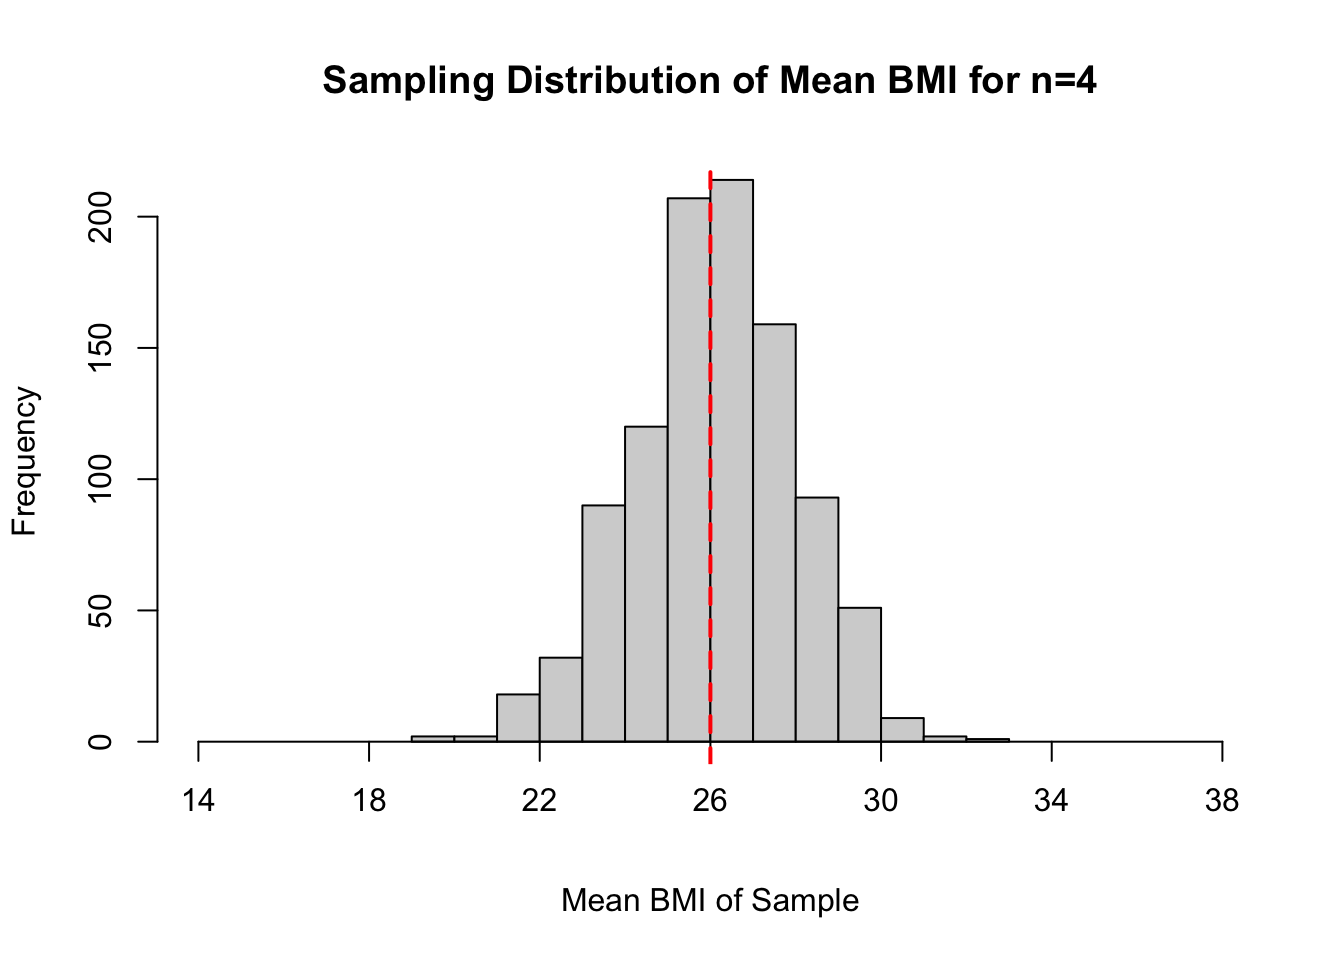 Sampling Distribution of Mean BMI for n=4
Frequency
200
150
100
50
0
14 18 22 26 30 34 38
Mean BMI of Sample